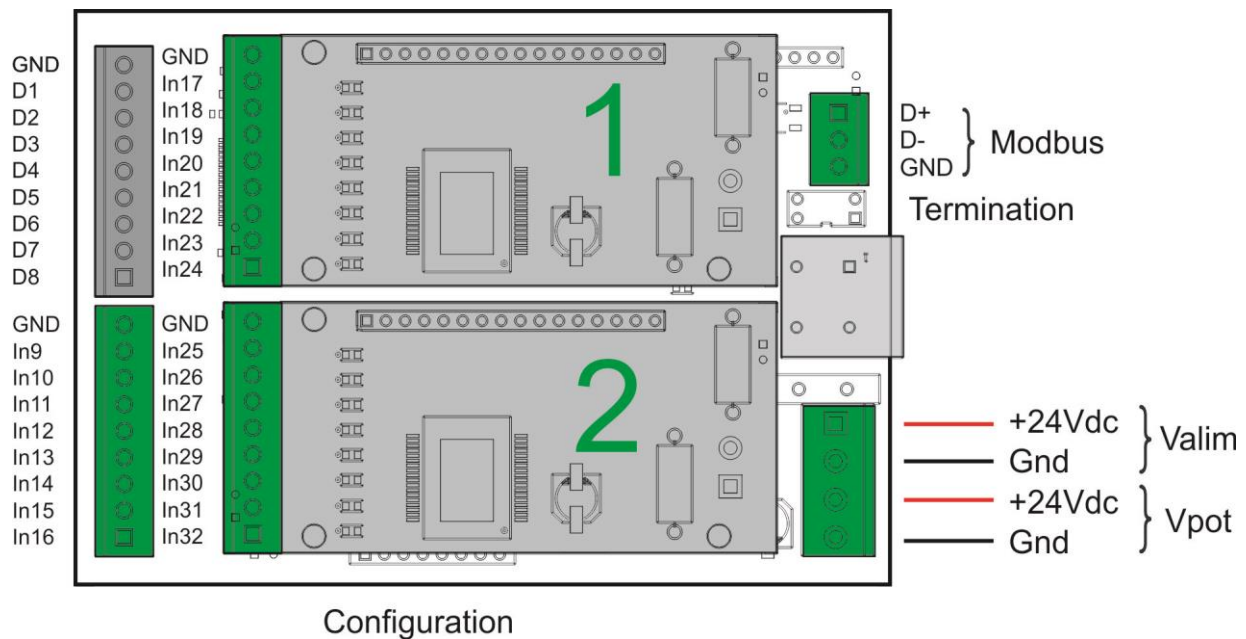 GND
D1
D2
D3
D4
D5
D6
D7
D8
GND
In17
In18
In19
In20
In21
In22
In23
In24
1
D+
D-
GND
Modbus
Termination
GND
In9
In10
In11
In12
In13
In14
In15
In16
GND
In25
In26
In27
In28
In29
In30
In31
In32
2
+24Vdc
Gnd
Valim
+24Vdc
Gnd
Vpot
Configuration